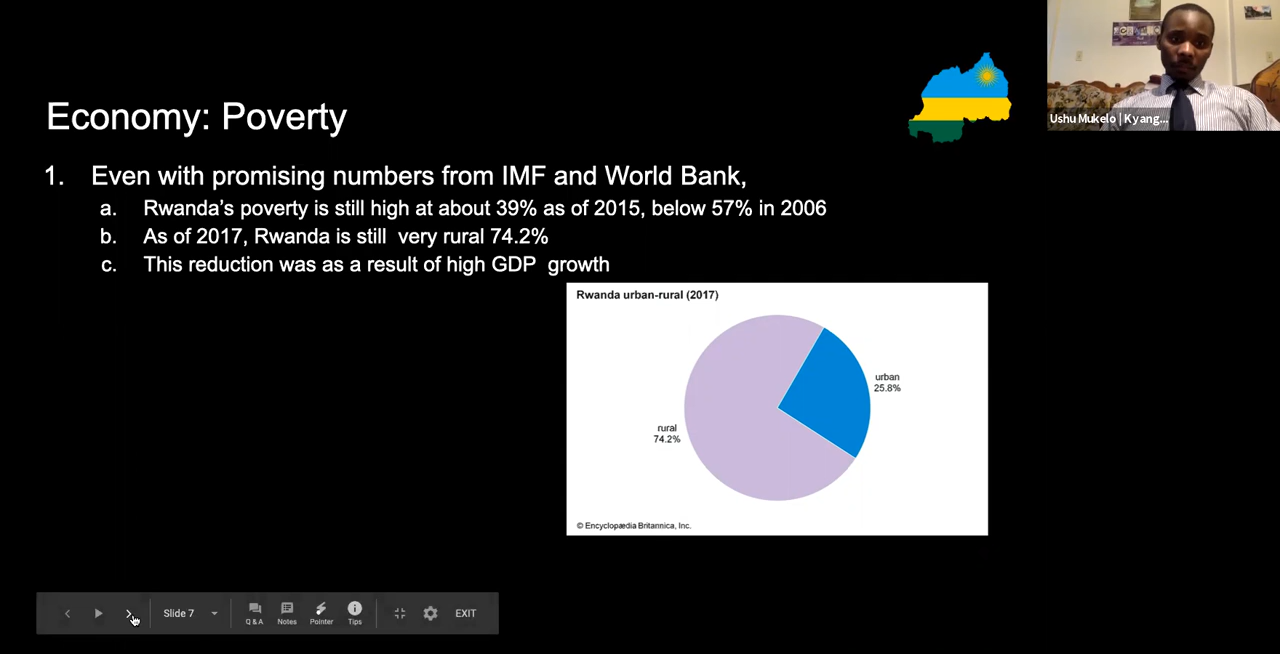 Economy: Poverty
Ushu Mukelo | Kyang...
1. Even with promising numbers from IMF and World Bank,
a. Rwanda's poverty is still high at about 39% as of 2015, below 57% in 2006
b. As of 2017, Rwanda is still very rural 74.2%
c. This reduction was as a result of high GDP growth
Rwanda urban-rural (2017)
urban
25.8%
rural
74.2%
© Encyclopædia Britannica, Inc.
Slide 7
Q & A
Notes
Pointer
Tips
EXIT